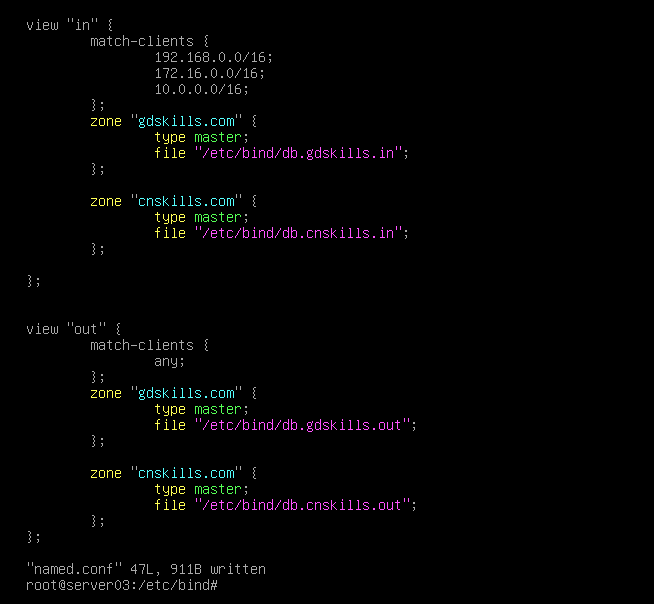 view "in" {
match-clients {
192.168.0.0/16;
172.16.0.0/16;
10.0.0.0/16;
};
zone "gdskills.com" {
type master;
file "/etc/bind/db.gdskills.in";
};
zone "cnskills.com" {
type master;
file "/etc/bind/db.cnskills.in";
};
};
view "out" {
match-clients {
any;
};
zone "gdskills.com" {
type master;
file "/etc/bind/db.gdskills.out";
};
zone "cnskills.com" {
type master;
file "/etc/bind/db.cnskills.out";
};
};
"named.conf" 47L, 911B written
root@server03:/etc/bind#